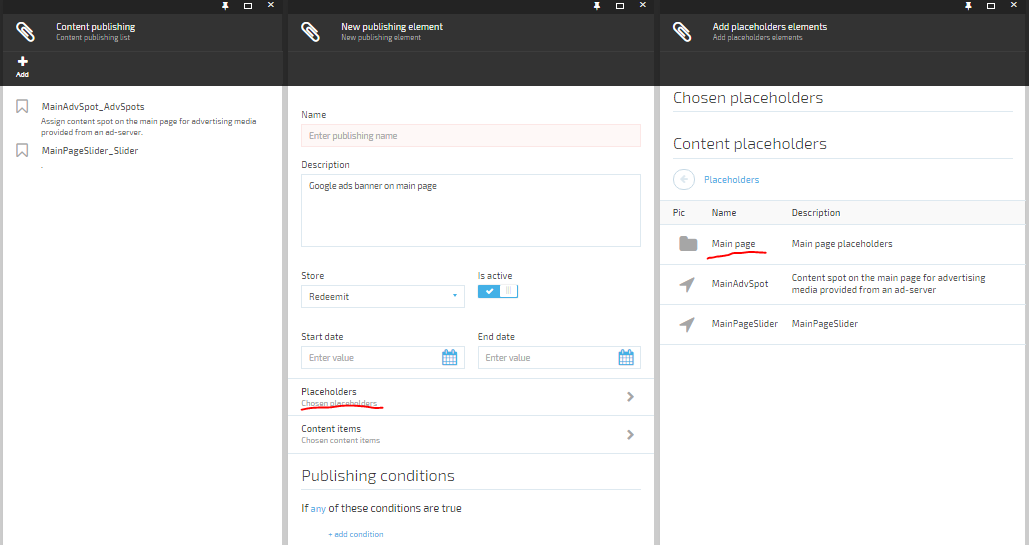 Content publishing
Content publishing list
Add
MainAdvSpot_AdvSpots
Assign content spot on the main page for advertising media
provided from an ad-server.
MainPageSlider_Slider
-
New publishing element
New publishing element
Name
Enter publishing name
Description
Google ads banner on main page
Store
Is active
Redeemit
Start date
End date
Enter value
Enter value
Placeholders
Chosen placeholders
Content items
Chosen content items
Publishing conditions
If any of these conditions are true
+ add condition
Add placeholders elements
Add placeholders elements
Chosen placeholders
Content placeholders
Placeholders
Pic Name Description
Main page Main page placeholders
MainAdvSpot Content spot on the main page for advertising
media provided from an ad-server
MainPageSlider MainPageSlider